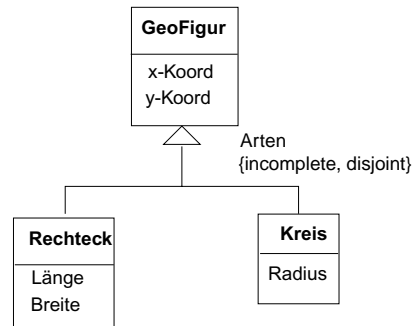 GeoFigur
x-Koord
y-Koord
Arten
{incomplete, disjoint}
Rechteck
Länge
Breite
Kreis
Radius